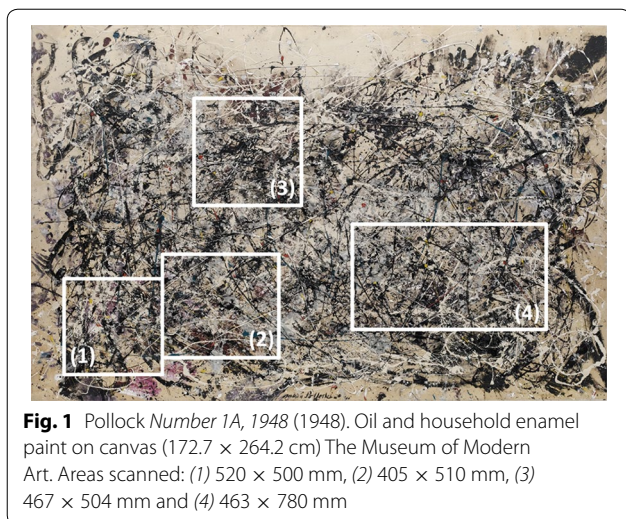 (3)
(4)
(2)
(1)
Fig. 1 Pollock Number 1A, 1948 (1948). Oil and household enamel
paint on canvas (172.7 × 264.2 cm) The Museum of Modern
Art. Areas scanned: (1) 520 × 500 mm, (2) 405 × 510 mm, (3)
467 × 504 mm and (4) 463 × 780 mm